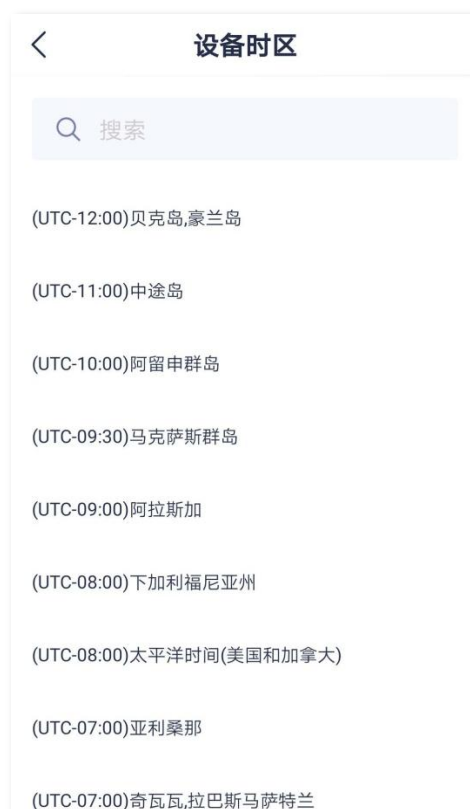 设备时区
搜索
(UTC-12:00)贝克岛,豪兰岛
(UTC-11:00)中途岛
(UTC-10:00)阿留申群岛
(UTC-09:30)马克萨斯群岛
(UTC-09:00)阿拉斯加
(UTC-08:00)下加利福尼亚州
(UTC-08:00)太平洋时间(美国和加拿大)
(UTC-07:00)亚利桑那
(UTC-07:00)奇瓦瓦,拉巴斯马萨特兰